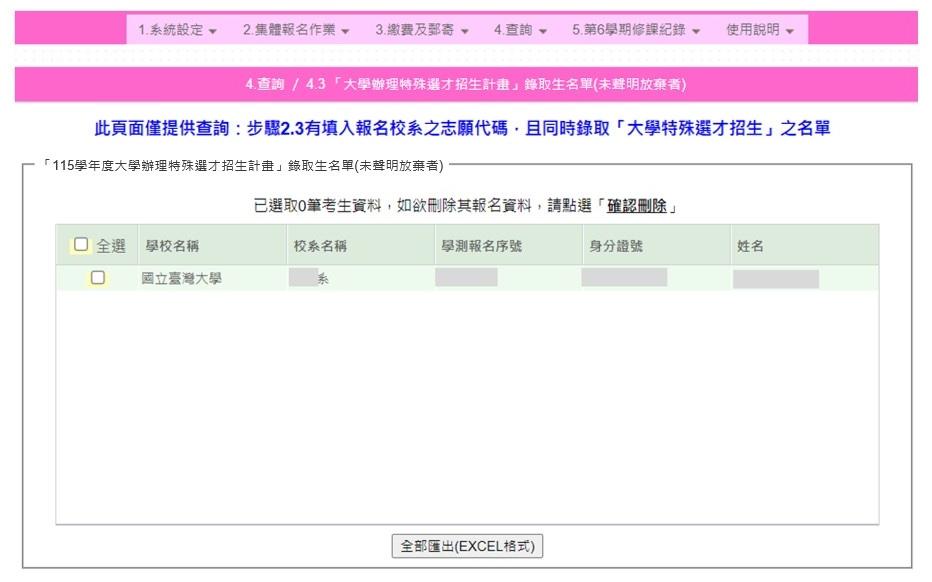 1.系統設定 2.集體報名作業 3.繳費及郵寄 4.查詢 5.第6學期修課紀錄 使用說明
4.查詢 / 4.3「大學辦理特殊選才招生計畫」錄取生名單(未聲明放棄者)
此頁面僅提供查詢：步驟2.3有填入報名校系之志願代碼，且同時錄取「大學特殊選才招生」之名單
「115學年度大學辦理特殊選才招生計畫」錄取生名單(未聲明放棄者)
已選取0筆考生資料，如欲刪除其報名資料，請點選「確認刪除」
全選 學校名稱 校系名稱 學測報名序號 身分證號 姓名
國立臺灣大學 系
全部匯出(EXCEL格式)